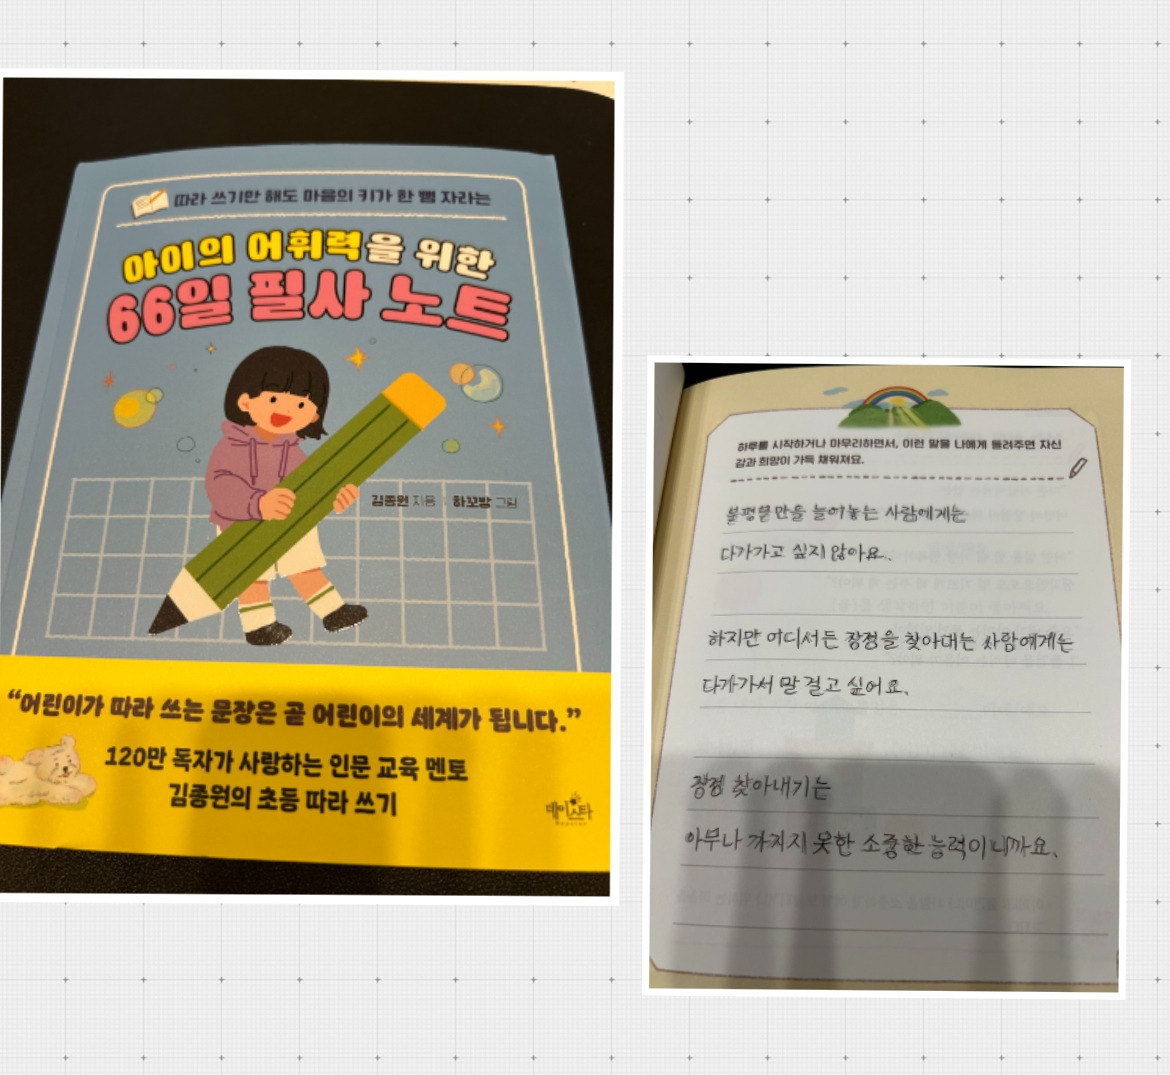 따라 쓰기만 해도 마음의 키가 한 뼘 자라는
아이의 어휘력을 위한
66일 필사 노트
김종원 지음 하꼬방 그림
“어린이가 따라 쓰는 문장은 곧 어린이의 세계가 됩니다.”
120만 독자가 사랑하는 인문 교육 멘토
김종원의 초등 따라 쓰기
데이스타
하루를 시작하거나 마무리하면서, 이런 말을 나에게 들려주면 자신
감과 희망이 가득 채워져요.
불평불만을 늘어놓는 사람에게는
다가가고 싶지 않아요.
하지만 어디서든 장점을 찾아내는 사람에게는
다가가서 말 걸고 싶어요.
장점 찾아내기는
아무나 가지지 못한 소중한 능력이니까요.